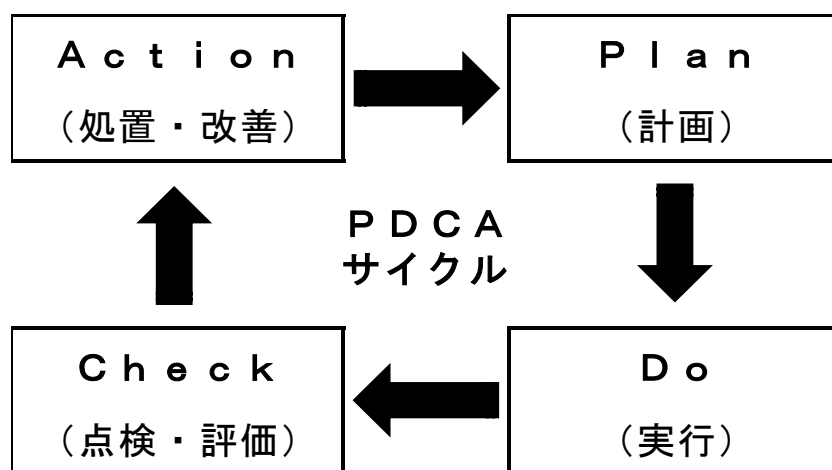 Ａｃｔｉｏｎ
（処置・改善）
Ｐｌａｎ
（計画）
ＰＤＣＡ
サイクル
Ｃｈｅｃｋ
（点検・評価）
Ｄｏ
（実行）